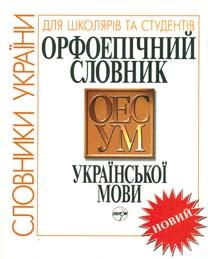 СЛОВНИКИ УКРАЇНИ
ДЛЯ ШКОЛЯРІВ ТА СТУДЕНТІВ
ОРФОЕПІЧНИЙ
СЛОВНИК
ОЕС
УМ
УКРАЇНСЬКОЇ
МОВИ
НОВИЙ